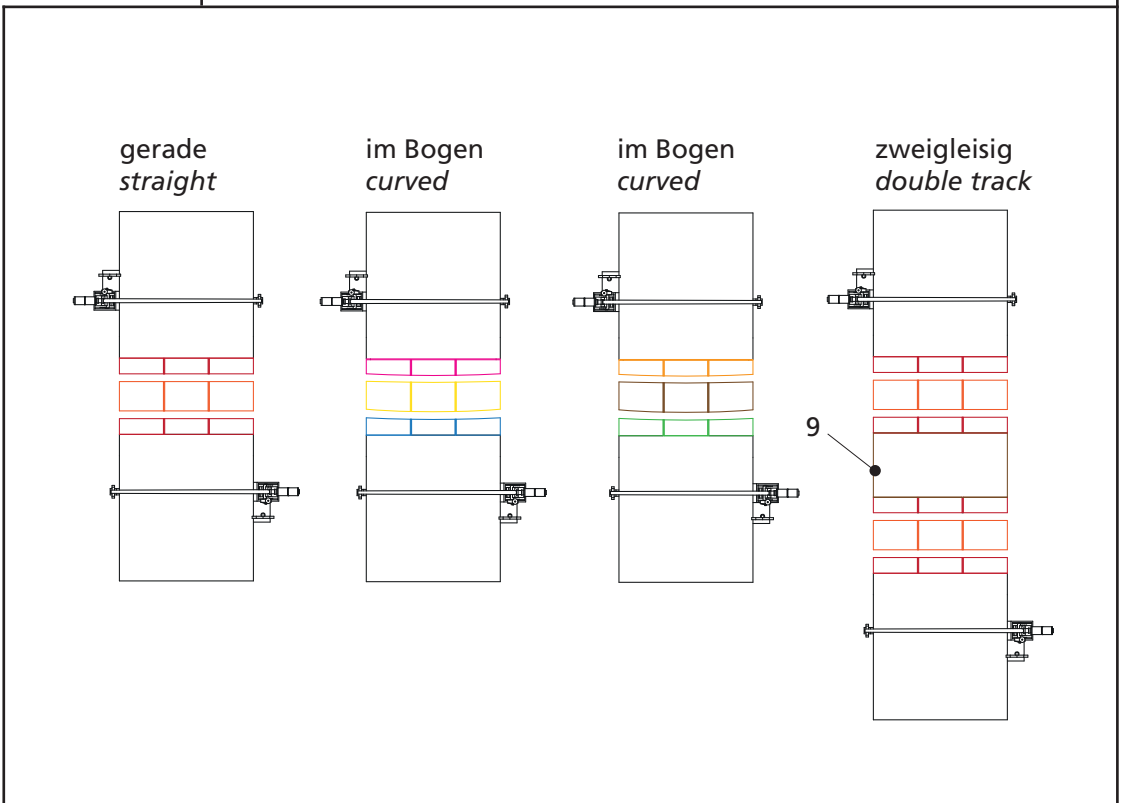 gerade
straight
im Bogen
curved
im Bogen
curved
zweigleisig
double track
9